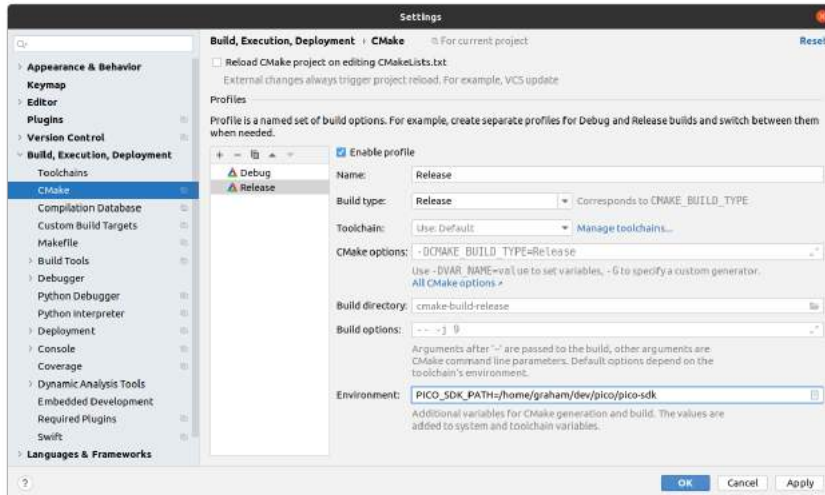 Settings
Build, Execution, Deployment › CMake
For current project
Reset
Reload CMake project on editing CMakeLists.txt
External changes always trigger project reload. For example, VCS update
Profiles
Profile is a named set of build options. For example, create separate profiles for Debug and Release builds and switch between them
when needed.
Appearance & Behavior
Keymap
Editor
Plugins
Version Control
Build, Execution, Deployment
Toolchains
CMake
Compilation Database
Custom Build Targets
Makefile
Build Tools
Debugger
Python Debugger
Python Interpreter
Deployment
Console
Coverage
Dynamic Analysis Tools
Embedded Development
Required Plugins
Swift
Languages & Frameworks
Debug
Release
Enable profile
Name: Release
Build type: Release Corresponds to CMAKE_BUILD_TYPE
Toolchain: Use: Default Manage toolchains...
CMake options: -DCMAKE_BUILD_TYPE=Release
Use -DVAR_NAME=value to set variables, -G to specify a custom generator.
All CMake options ↗
Build directory: cmake-build-release
Build options: -- -j 9
Arguments after '--' are passed to the build, other arguments are
CMake command line parameters. Default options depend on the
toolchain's environment.
Environment: PICO_SDK_PATH=/home/graham/dev/pico/pico-sdk
Additional variables for CMake generation and build. The values are
added to system and toolchain variables.
?
OK Cancel Apply